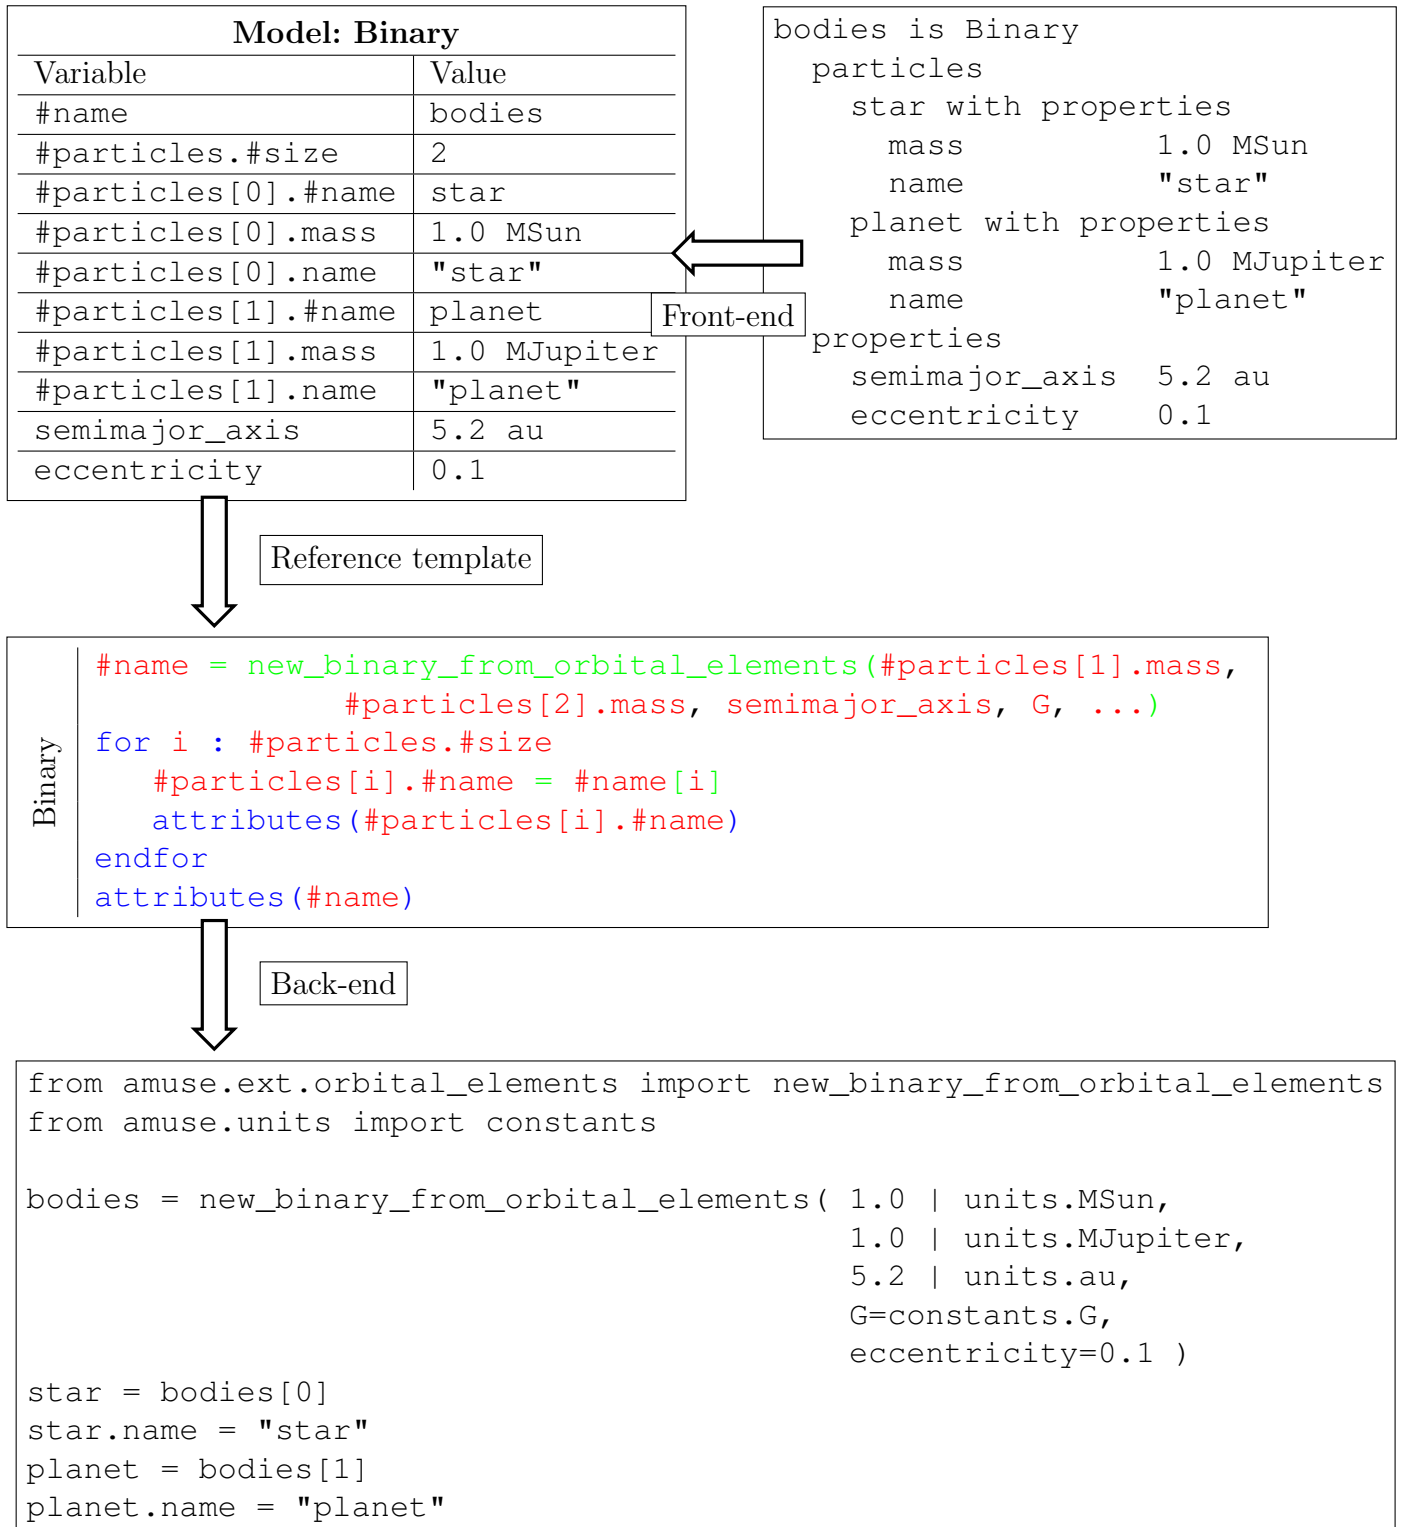 Model: Binary
Variable Value
#name bodies
#particles.#size 2
#particles[0].#name star
#particles[0].mass 1.0 MSun
#particles[0].name "star"
#particles[1].#name planet
#particles[1].mass 1.0 MJupiter
#particles[1].name "planet"
semimajor_axis 5.2 au
eccentricity 0.1
bodies is Binary
particles
star with properties
mass 1.0 MSun
name "star"
planet with properties
mass 1.0 MJupiter
name "planet"
properties
semimajor_axis 5.2 au
eccentricity 0.1
Front-end
Reference template
Binary
#name = new_binary_from_orbital_elements(#particles[1].mass,
#particles[2].mass, semimajor_axis, G, ...)
for i : #particles.#size
#particles[i].#name = #name[i]
attributes(#particles[i].#name)
endfor
attributes(#name)
Back-end
from amuse.ext.orbital_elements import new_binary_from_orbital_elements
from amuse.units import constants
bodies = new_binary_from_orbital_elements( 1.0 | units.MSun,
1.0 | units.MJupiter,
5.2 | units.au,
G=constants.G,
eccentricity=0.1 )
star = bodies[0]
star.name = "star"
planet = bodies[1]
planet.name = "planet"